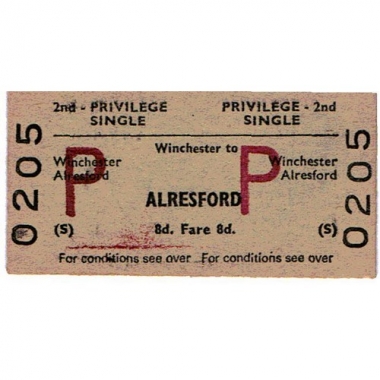 2nd - PRIVILEGE PRIVILEGE - 2nd
SINGLE SINGLE
Winchester to
Winchester Winchester
Alresford Alresford
P P
ALRESFORD
(S) 8d. Fare 8d. (S)
For conditions see over For conditions see over
0205
0205